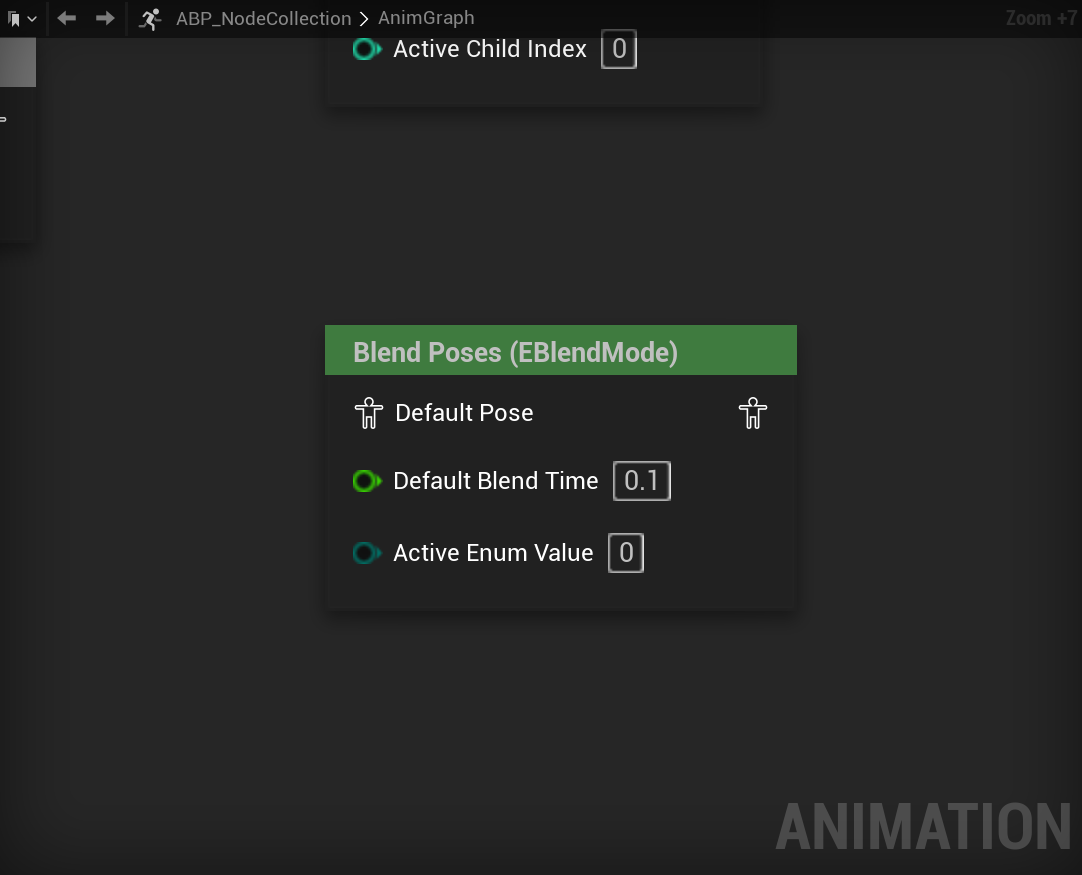 ABP_NodeCollection > AnimGraph Zoom +7
Active Child Index 0
Blend Poses (EBlendMode)
Default Pose
Default Blend Time 0.1
Active Enum Value 0
ANIMATION